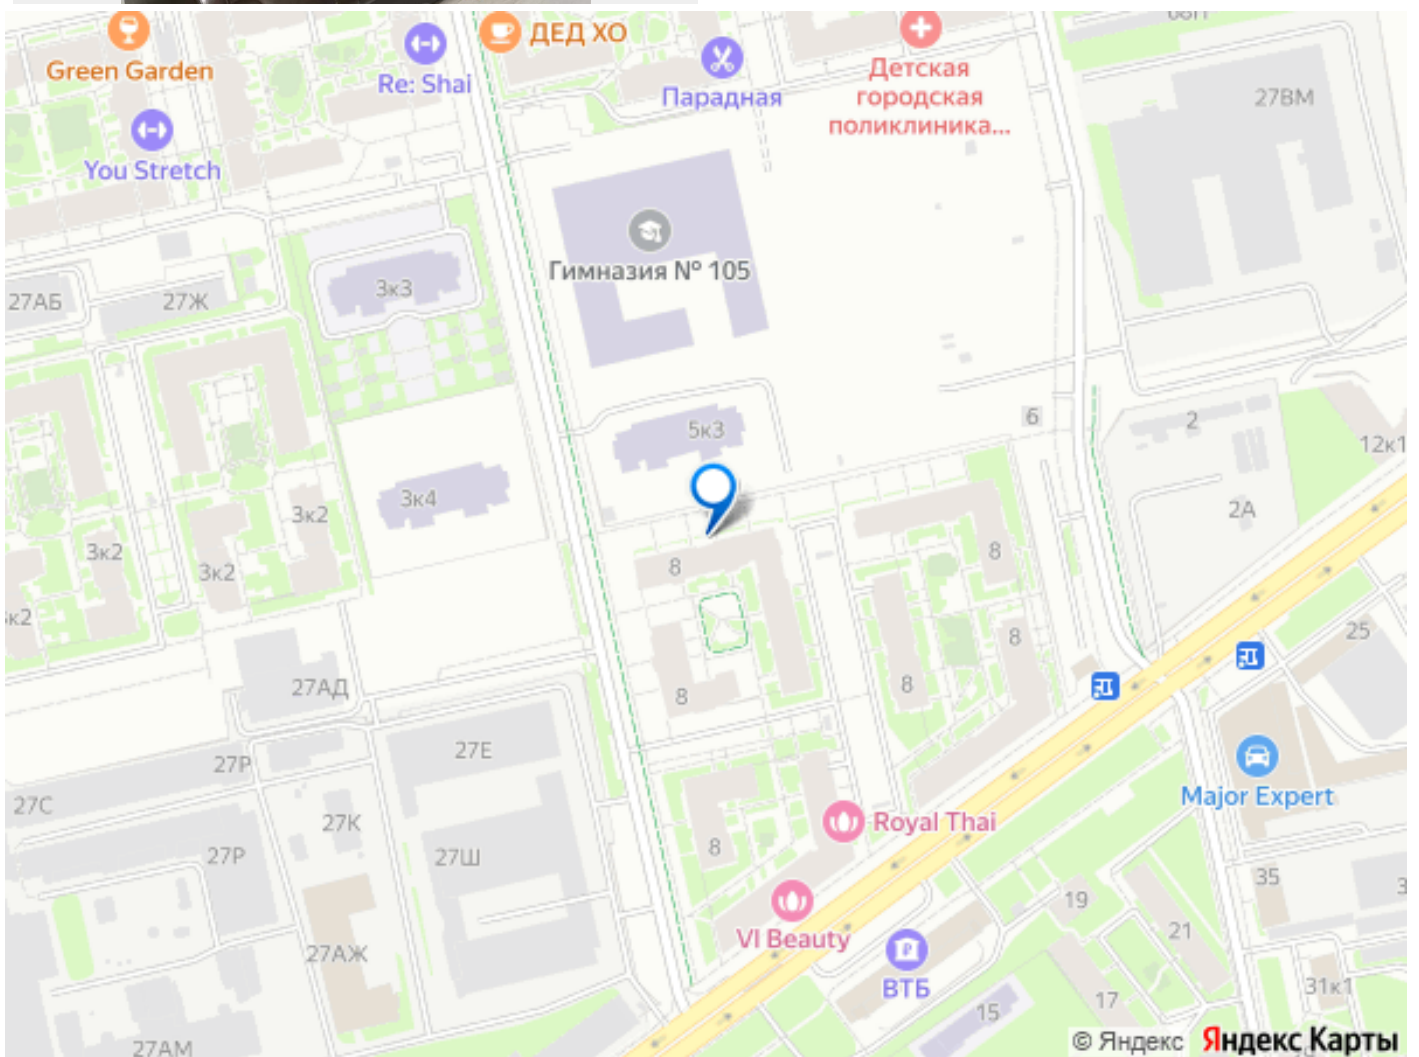 ДЕД ХО
Green Garden
Re: Shai
Парадная
Детская
городская
поликлиника...
27ВМ
You Stretch
Гимназия № 105
3к3
27АБ
27Ж
5к3
6
2
12к1
3к4
3к2
2А
3к2
3к2
8
8
к2
8
25
27АД
8
8
27Е
27Р
Major Expert
27С
27К
Royal Thai
27Р
27Ш
8
35
3
19
VI Beauty
21
27АЖ
ВТБ
31к1
15
17
27АМ
© Яндекс Яндекс Карты